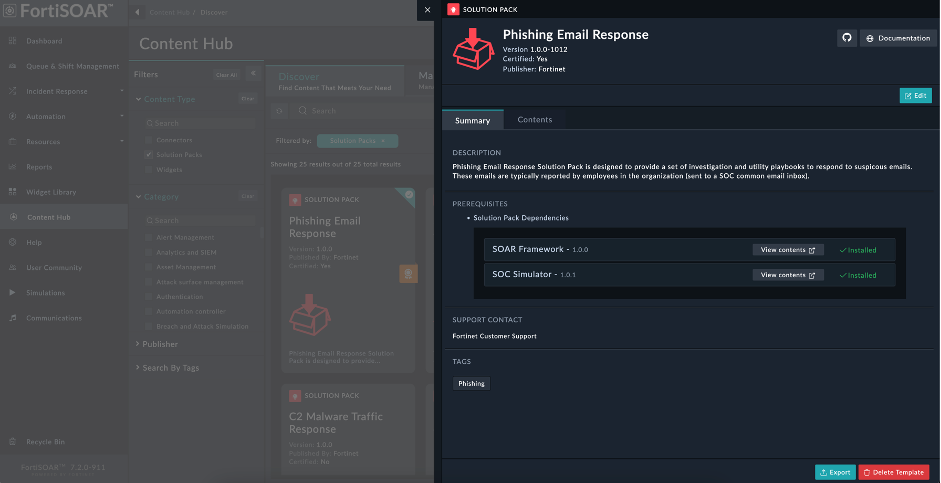 FortiSOAR™
Dashboard
Queue & Shift Management
Incident Response
Automation
Resources
Reports
Widget Library
Content Hub
Help
User Community
Simulations
Communications
Recycle Bin
FortiSOAR™ 7.2.0-911
Content Hub / Discover
Content Hub
Filters
Clear All
Content Type
Clear
Search
Connectors
Solution Packs
Widgets
Category
Clear
Search
Alert Management
Analytics and SIEM
Asset Management
Attack surface management
Authentication
Automation controller
Breach and Attack Simulation
Publisher
Search By Tags
Discover
Find Content That Meets Your Need
Search
Filtered by: Solution Packs ×
Showing 25 results out of 25 total results
SOLUTION PACK
Phishing Email
Response
Version: 1.0.0
Published By: Fortinet
Certified: Yes
Phishing Email Response Solution
Pack is designed to provide...
SOLUTION PACK
C2 Malware Traffic
Response
Version: 1.0.0
Published By: Fortinet
Certified: No
SOLUTION PACK
Phishing Email Response
Version 1.0.0-1012
Certified: Yes
Publisher: Fortinet
Documentation
Edit
Summary
Contents
DESCRIPTION
Phishing Email Response Solution Pack is designed to provide a set of investigation and utility playbooks to respond to suspicous emails.
These emails are typically reported by employees in the organization (sent to a SOC common email inbox).
PREREQUISITES
• Solution Pack Dependencies
SOAR Framework - 1.0.0
View contents
Installed
SOC Simulator - 1.0.1
View contents
Installed
SUPPORT CONTACT
Fortinet Customer Support
TAGS
Phishing
Export
Delete Template